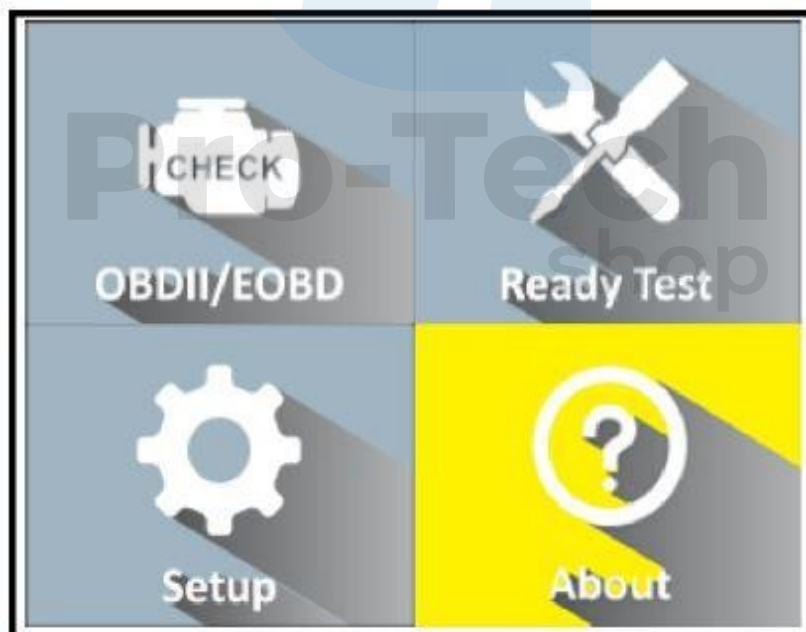 CHECK
OBDII/EOBD
Ready Test
Setup
?
About
Pro-Tech
shop